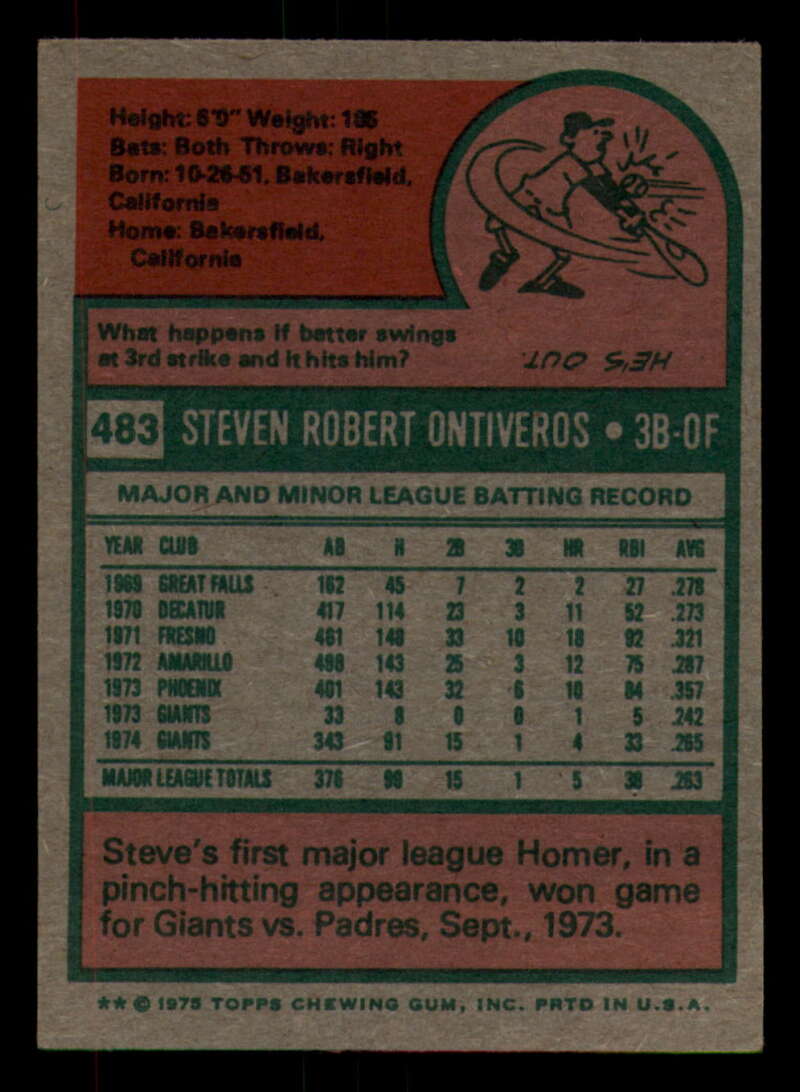 Height: 6'0" Weight: 185
Bats: Both Throws: Right
Born: 10-26-51, Bakersfield,
California
Home: Bakersfield,
California
What happens if batter swings
at 3rd strike and it hits him?
HE'S OUT.
483 STEVEN ROBERT ONTIVEROS • 3B-OF
MAJOR AND MINOR LEAGUE BATTING RECORD
YEAR CLUB AB H 2B 3B HR RBI AVG
1969 GREAT FALLS 162 45 7 2 2 27 .278
1970 DECATUR 417 114 23 3 11 52 .273
1971 FRESNO 461 148 33 10 18 92 .321
1972 AMARILLO 498 143 25 3 12 75 .287
1973 PHOENIX 401 143 32 6 10 84 .357
1973 GIANTS 33 8 0 0 1 5 .242
1974 GIANTS 343 91 15 1 4 33 .265
MAJOR LEAGUE TOTALS 376 99 15 1 5 38 .263
Steve's first major league Homer, in a
pinch-hitting appearance, won game
for Giants vs. Padres, Sept., 1973.
** © 1975 TOPPS CHEWING GUM, INC. PRTD IN U.S.A.